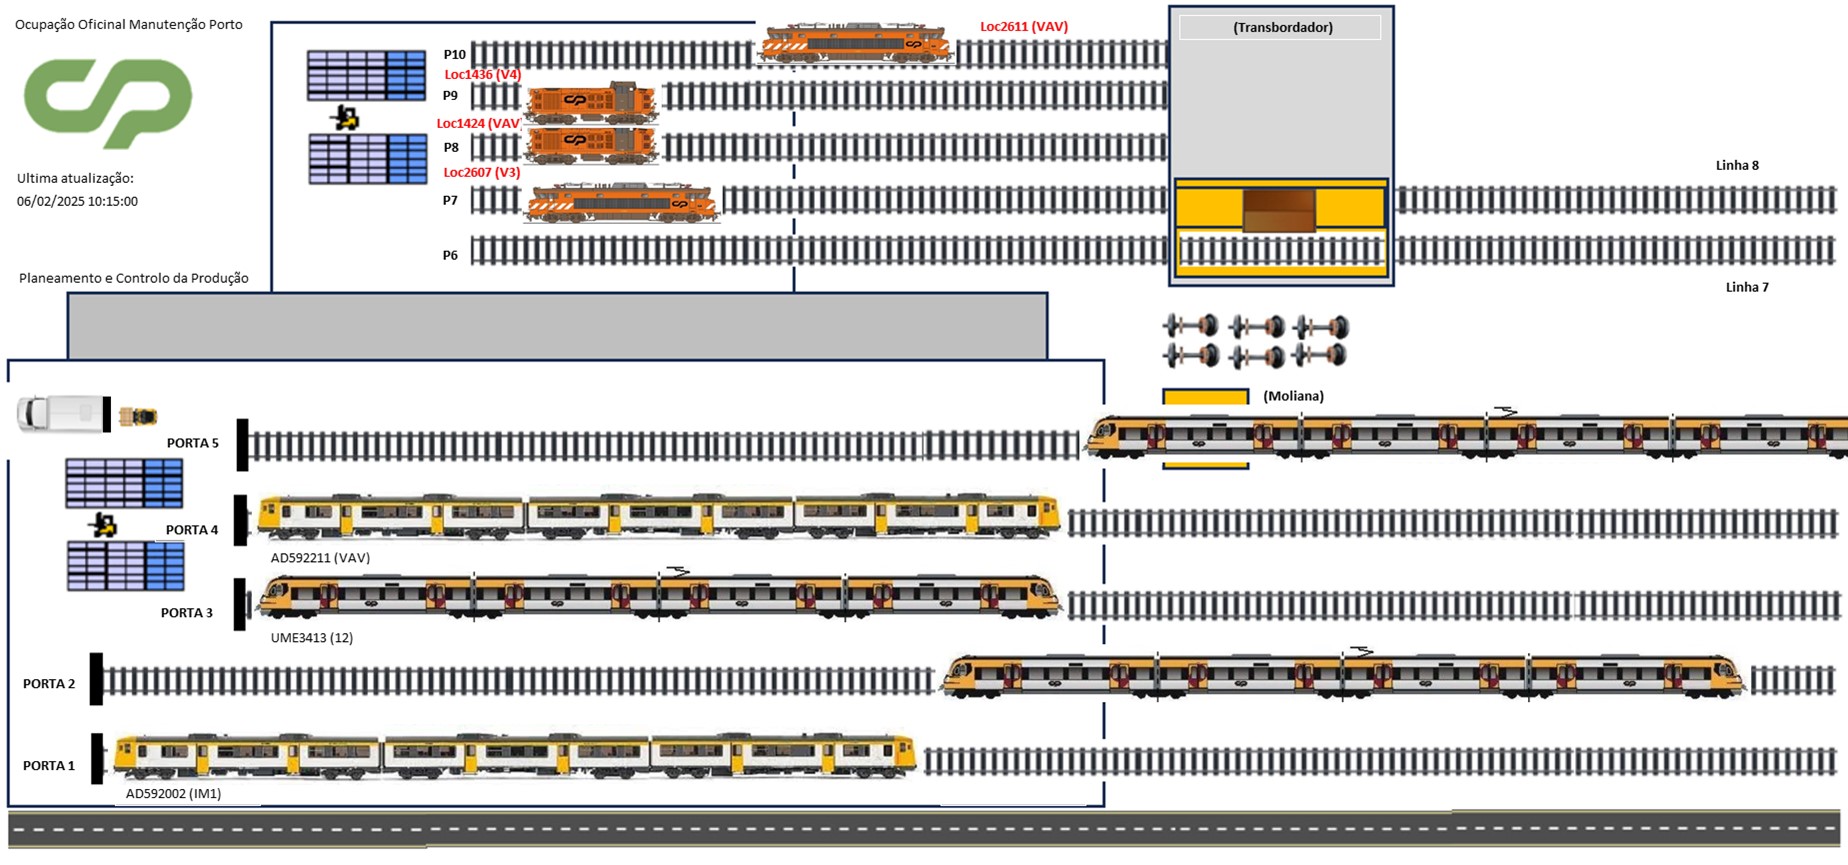 Ocupação Oficinal Manutenção Porto
Loc2611 (VAV)
(Transbordador)
P10
Loc1436 (V4)
P9
Loc1424 (VAV
P8
Linha 8
Loc2607 (V3)
P7
Ultima atualização:
06/02/2025 10:15:00
P6
Planeamento e Controlo da Produção
Linha 7
(Moliana)
PORTA 5
PORTA 4
AD592211 (VAV)
PORTA 3
UME3413 (12)
PORTA 2
PORTA 1
AD592002 (IM1)